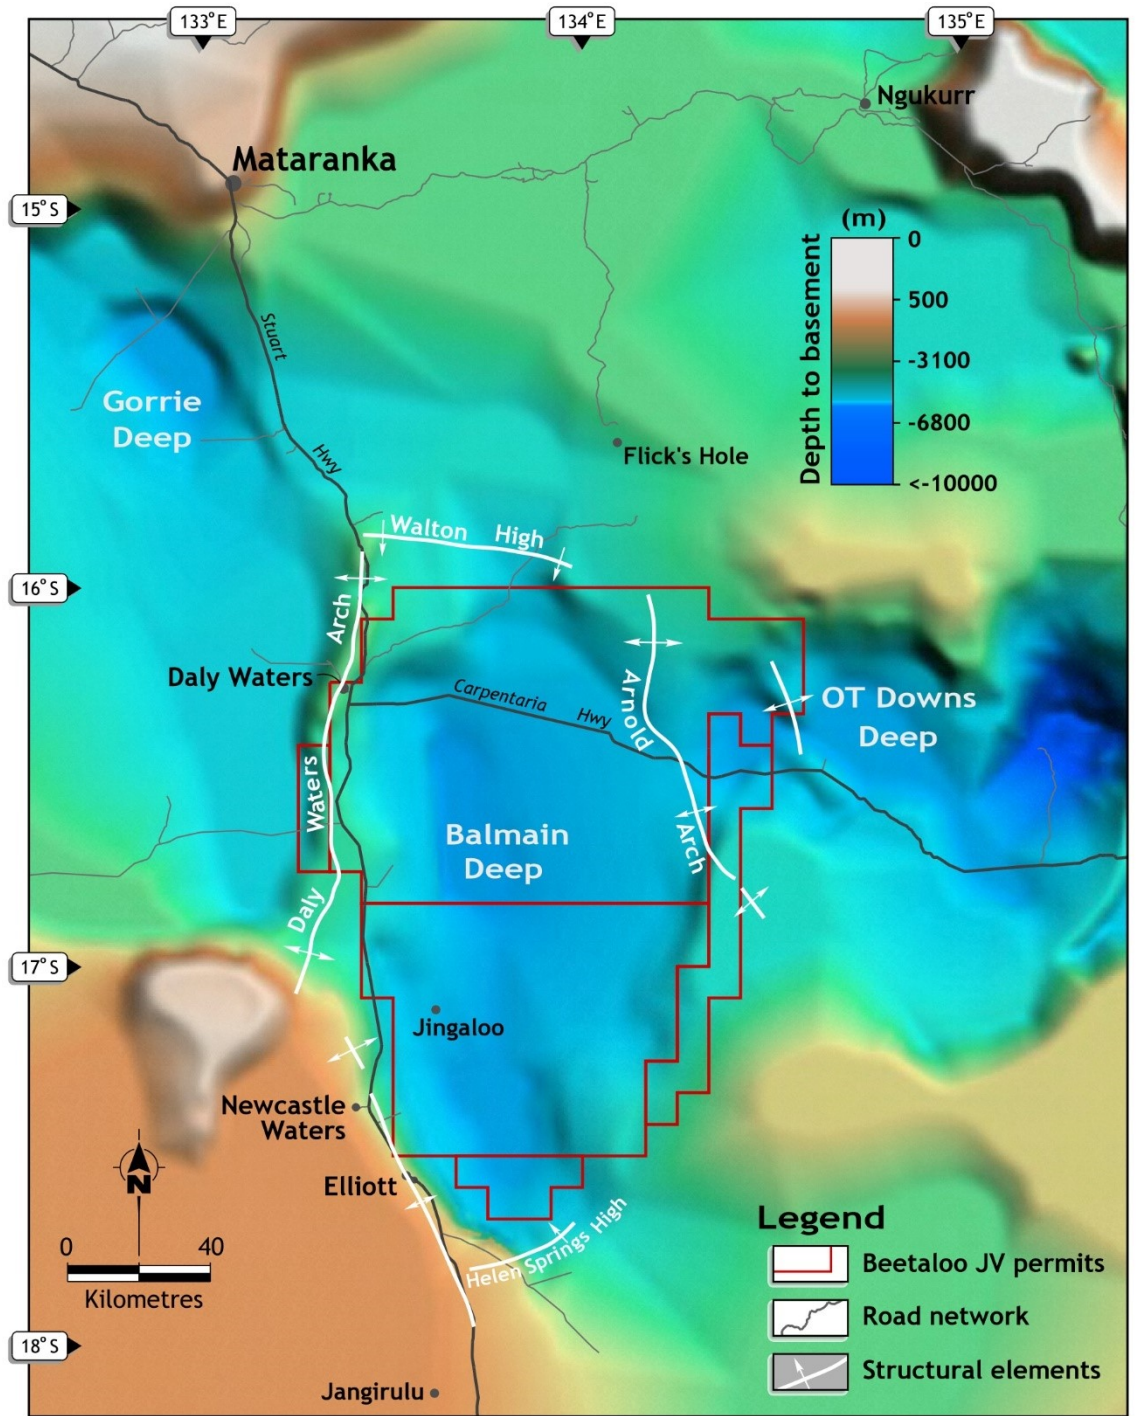 133°E
134°E
135°E
Ngukurr
Mataranka
15°S
(m)
Depth to basement
0
500
-3100
-6800
<-10000
Stuart
Hwy
Gorrie
Deep
Flick's Hole
Walton High
16°S
Arch
Daly Waters
Carpentaria
Hwy
Arnold
OT Downs
Deep
Waters
Balmain
Deep
Arch
Daly
17°S
Jingaloo
Newcastle
Waters
N
Elliott
Helen Springs High
0 40
Kilometres
Legend
Beetaloo JV permits
Road network
Structural elements
18°S
Jangirulu